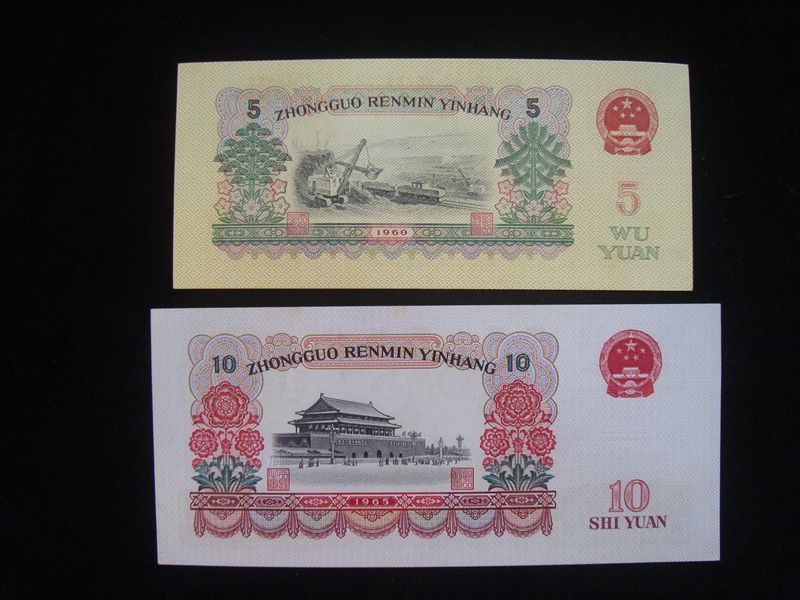 5 ZHONGGUO RENMIN YINHANG 5
1960
5
WU
YUAN
10 ZHONGGUO RENMIN YINHANG 10
1965
10
SHI YUAN